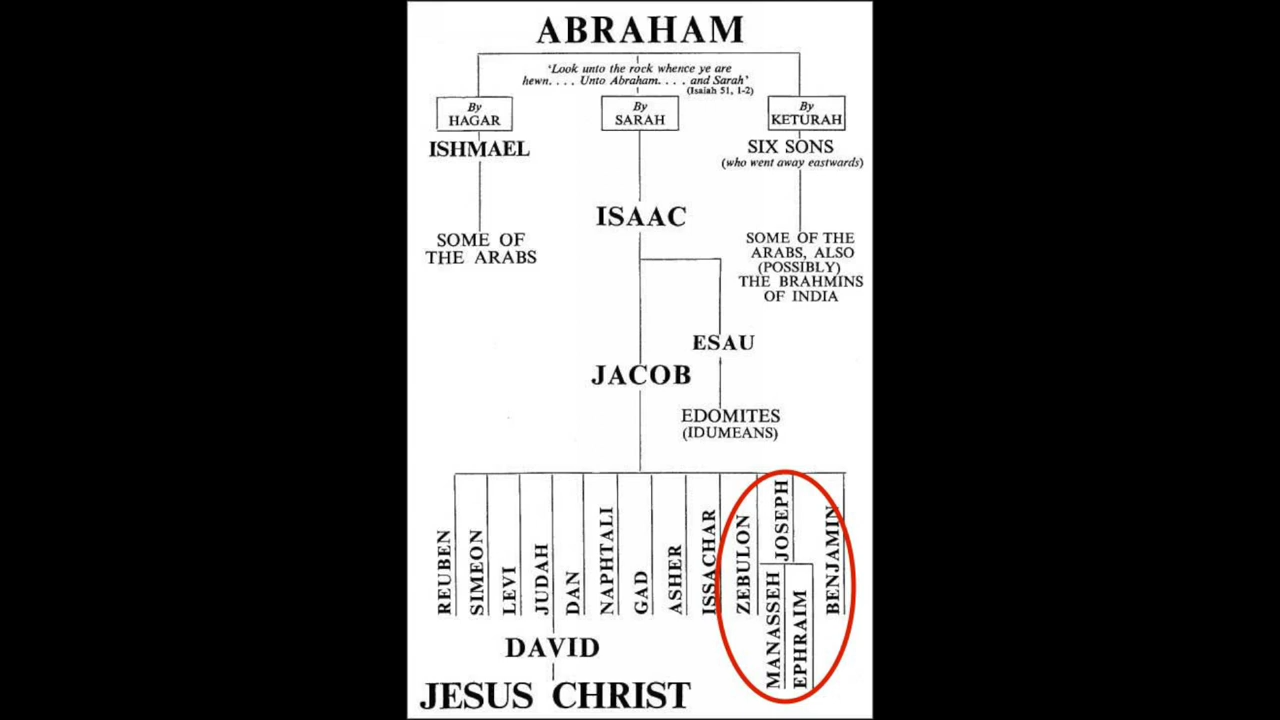 ABRAHAM
'Look unto the rock whence ye are
hewn. . . . Unto Abraham. . . . and Sarah'
(Isaiah 51, 1-2)
By
HAGAR
By
SARAH
By
KETURAH
ISHMAEL
SIX SONS
(who went away eastwards)
ISAAC
SOME OF
THE ARABS
SOME OF THE
ARABS, ALSO
(POSSIBLY)
THE BRAHMINS
OF INDIA
ESAU
JACOB
EDOMITES
(IDUMEANS)
REUBEN
SIMEON
LEVI
JUDAH
DAN
NAPHTALI
GAD
ASHER
ISSACHAR
ZEBULON
JOSEPH
MANASSEH
EPHRAIM
BENJAMIN
DAVID
JESUS CHRIST